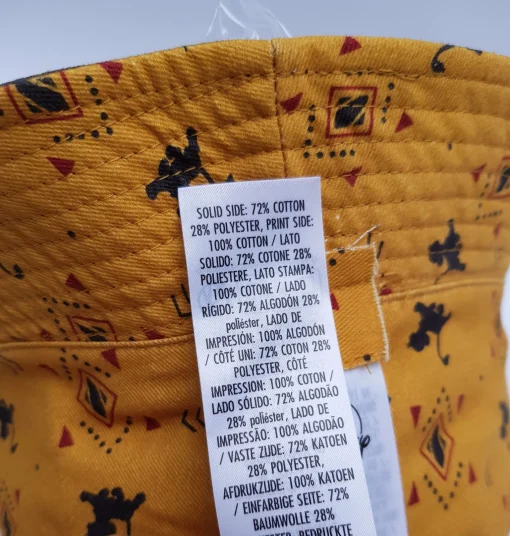 SOLID SIDE: 72% COTTON
28% POLYESTER, PRINT SIDE:
100% COTTON / LATO
SOLIDO: 72% COTONE 28%
POLIESTERE, LATO STAMPA:
100% COTONE / LADO
RÍGIDO: 72% ALGODÓN 28%
poliéster, LADO DE
IMPRESIÓN: 100% ALGODÓN
/ CÔTÉ UNI: 72% COTON 28%
POLYESTER, CÔTÉ
IMPRESSION: 100% COTON /
LADO SÓLIDO: 72% ALGODÃO
28% poliéster, LADO DE
IMPRESSÃO: 100% ALGODÃO
/ VASTE ZIJDE: 72% KATOEN
28% POLYESTER,
AFDRUKZIJDE: 100% KATOEN
/ EINFARBIGE SEITE: 72%
BAUMWOLLE 28%